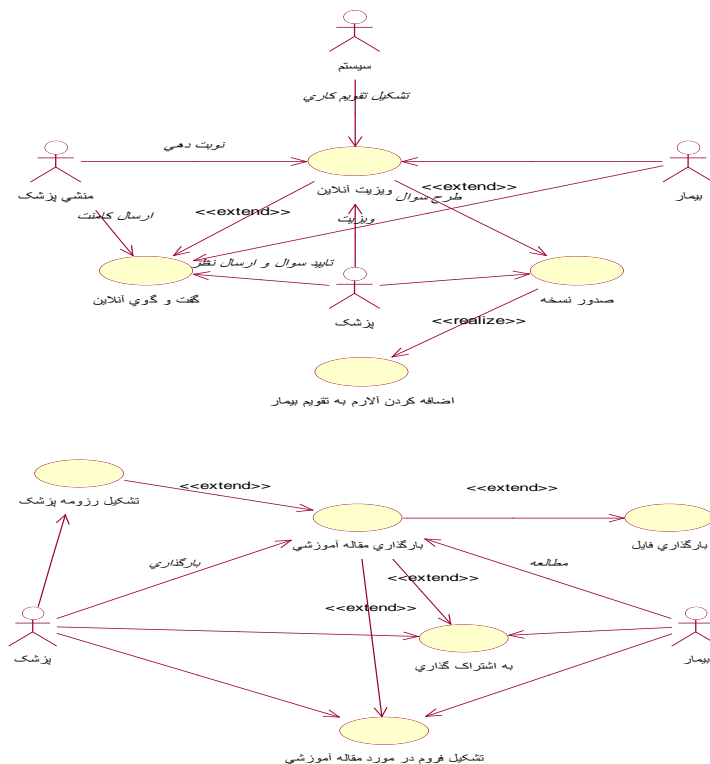 سيستم
تشکيل تقويم کاري
نوبت دهي
منشي پزشک
ويزيت آنلاين
بيمار
<<extend>>
<<extend>>
طرح سوال
ارسال کامنت
ويزيت
تاييد سوال و ارسال نظر
گفت و گوي آنلاين
پزشک
صدور نسخه
<<realize>>
اضافه کردن آلارم به تقويم بيمار
تشکيل رزومه پزشک
<<extend>>
<<extend>>
بارگذاري مقاله آموزشي
بارگذاري فايل
بارگذاري
مطالعه
<<extend>>
<<extend>>
پزشک
به اشتراک گذاري
بيمار
تشکيل فروم در مورد مقاله آموزشي